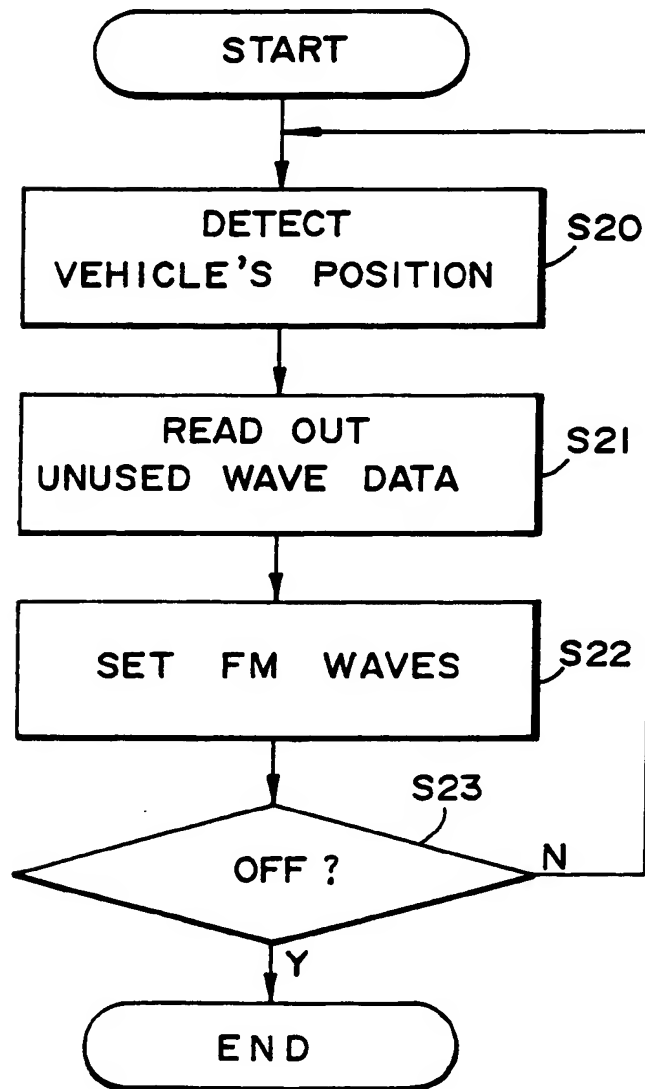 START
DETECT
VEHICLE'S POSITION
S20
READ OUT
UNUSED WAVE DATA
S21
SET FM WAVES
S22
S23
OFF ?
N
Y
END